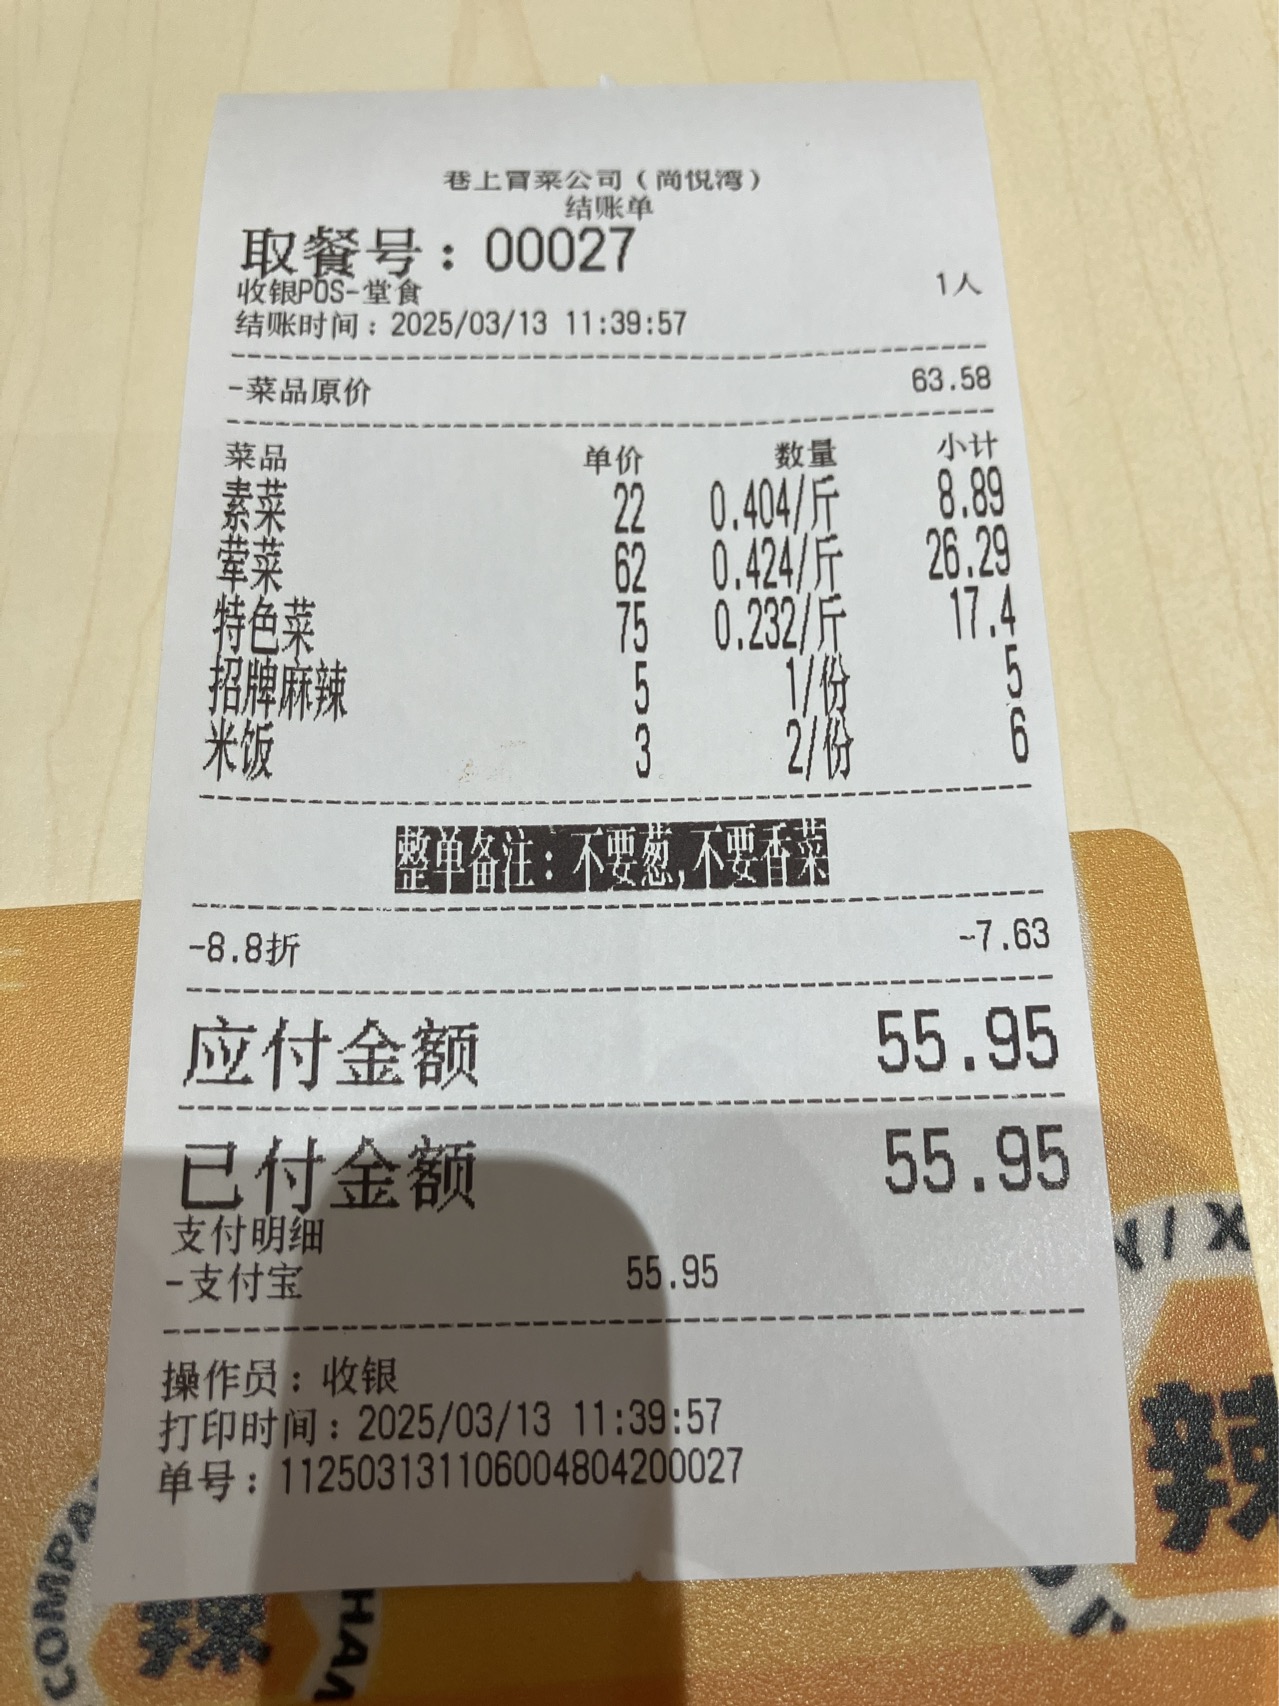 巷上冒菜公司（尚悦湾）
结账单
取餐号：00027
收银POS-堂食 1人
结账时间：2025/03/13 11:39:57
-菜品原价 63.58
菜品 单价 数量 小计
素菜 22 0.404/斤 8.89
荤菜 62 0.424/斤 26.29
特色菜 75 0.232/斤 17.4
招牌麻辣 5 1/份 5
米饭 3 2/份 6
整单备注：不要葱,不要香菜
-8.8折 -7.63
应付金额 55.95
已付金额 55.95
支付明细
-支付宝 55.95
操作员：收银
打印时间：2025/03/13 11:39:57
单号：112503131106004804200027
辣
辣